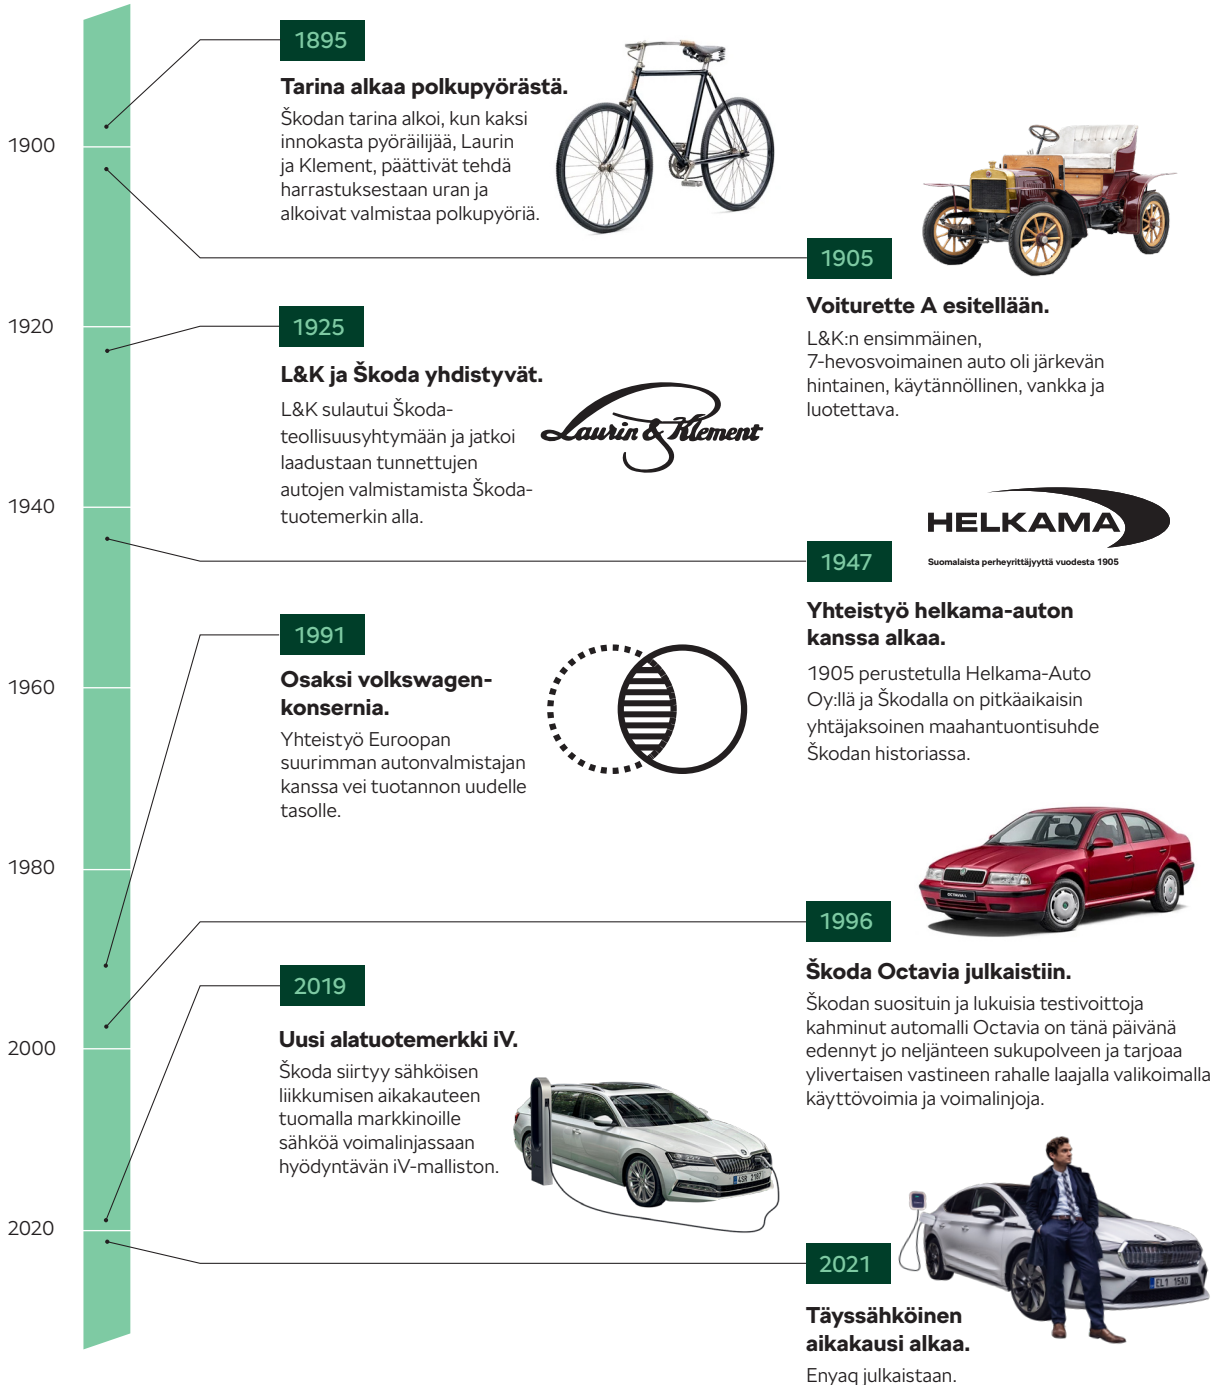 1895
Tarina alkaa polkupyörästä.
Škodan tarina alkoi, kun kaksi
innokasta pyöräilijää, Laurin
ja Klement, päättivät tehdä
harrastuksestaan uran ja
alkoivat valmistaa polkupyöriä.
1900
1905
Voiturette A esitellään.
L&K:n ensimmäinen,
7-hevosvoimainen auto oli järkevän
hintainen, käytännöllinen, vankka ja
luotettava.
1920
1925
L&K ja Škoda yhdistyvät.
L&K sulautui Škoda-
teollisuusyhtymään ja jatkoi
laadustaan tunnettujen
autojen valmistamista Škoda-
tuotemerkin alla.
Laurin & Klement
1940
HELKAMA
Suomalaista perheyrittäjyyttä vuodesta 1905
1947
Yhteistyö helkama-auton
kanssa alkaa.
1905 perustetulla Helkama-Auto
Oy:llä ja Škodalla on pitkäaikaisin
yhtäjaksoinen maahantuontisuhde
Škodan historiassa.
1991
Osaksi volkswagen-
konsernia.
Yhteistyö Euroopan
suurimman autonvalmistajan
kanssa vei tuotannon uudelle
tasolle.
1960
1980
OCTAVIA
1996
Škoda Octavia julkaistiin.
Škodan suosituin ja lukuisia testivoittoja
kahminut automalli Octavia on tänä päivänä
edennyt jo neljänteen sukupolveen ja tarjoaa
ylivertaisen vastineen rahalle laajalla valikoimalla
käyttövoimia ja voimalinjoja.
2000
2019
Uusi alatuotemerkki iV.
Škoda siirtyy sähköisen
liikkumisen aikakauteen
tuomalla markkinoille
sähköä voimalinjassaan
hyödyntävän iV-malliston.
2020
2021
EL1 15AD
Täyssähköinen
aikakausi alkaa.
Enyaq julkaistaan.